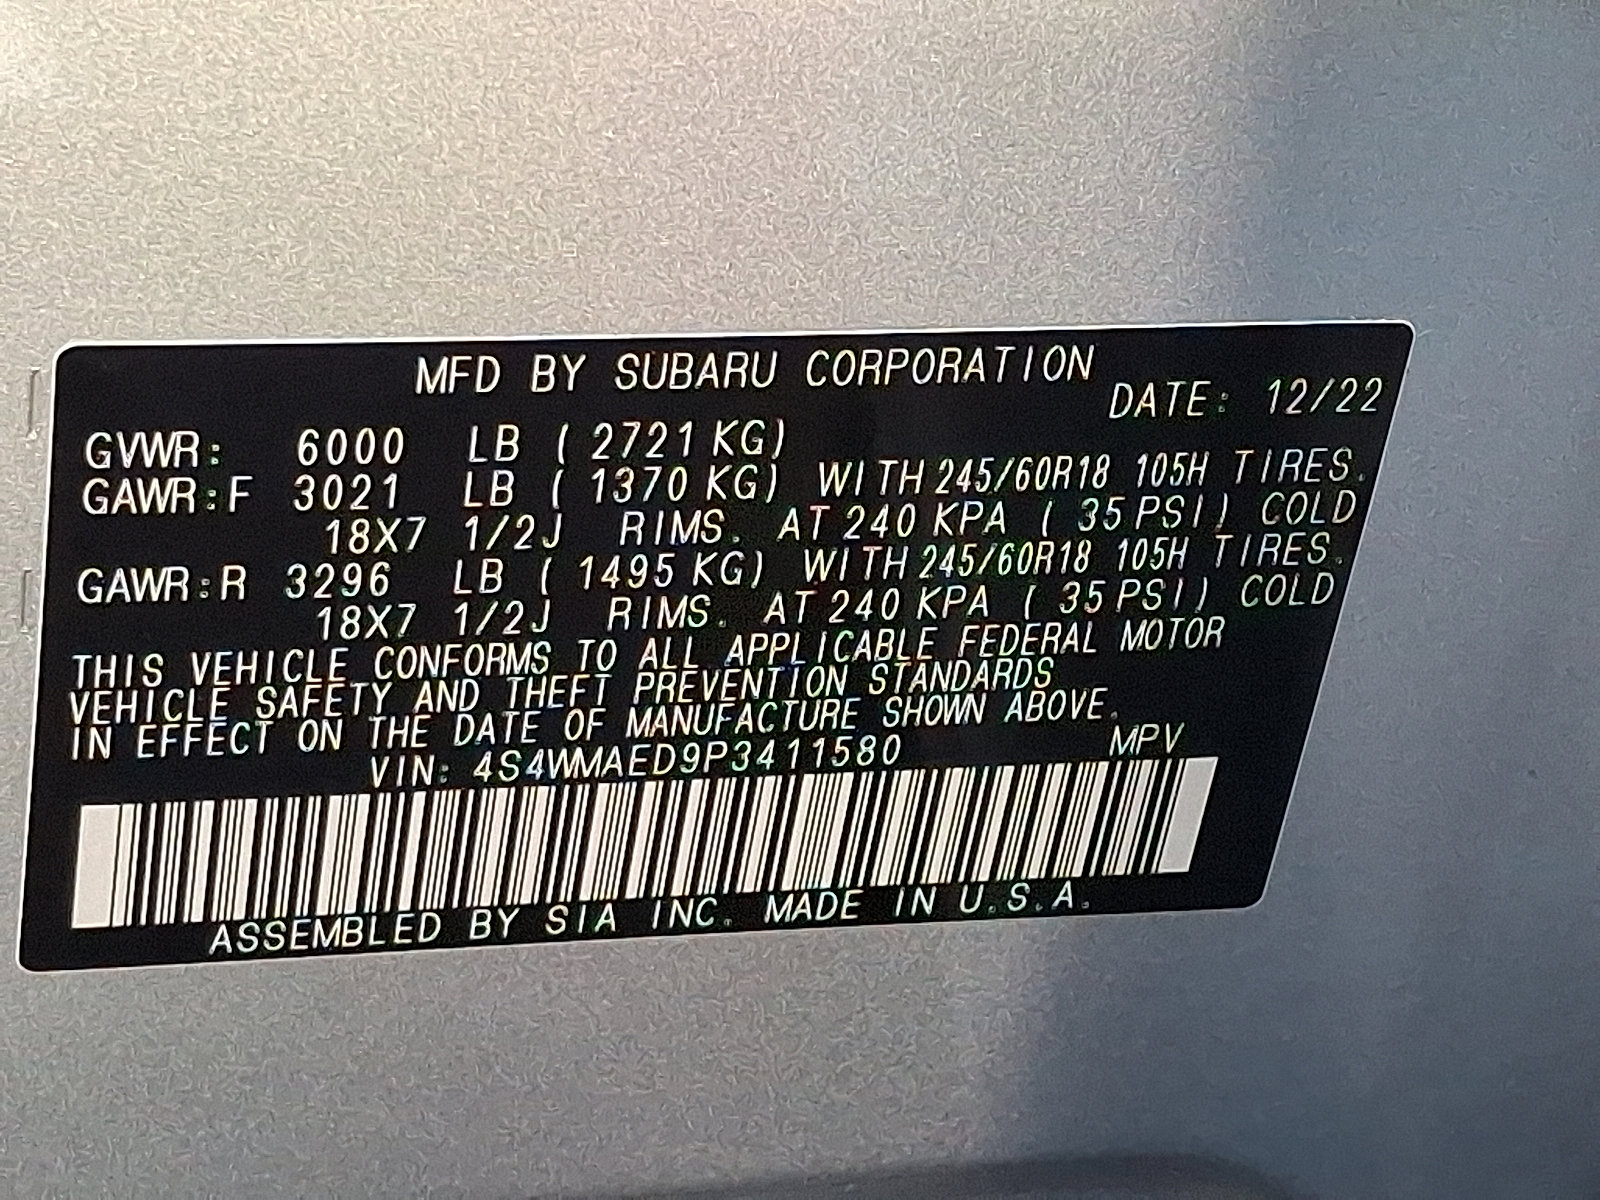 MFD BY SUBARU CORPORATION
DATE: 12/22
GVWR: 6000 LB ( 2721 KG)
GAWR:F 3021 LB ( 1370 KG) WITH 245/60R18 105H TIRES.
18X7 1/2J RIMS. AT 240 KPA ( 35 PSI) COLD
GAWR:R 3296 LB ( 1495 KG) WITH 245/60R18 105H TIRES.
18X7 1/2J RIMS. AT 240 KPA ( 35 PSI) COLD
THIS VEHICLE CONFORMS TO ALL APPLICABLE FEDERAL MOTOR
VEHICLE SAFETY AND THEFT PREVENTION STANDARDS
IN EFFECT ON THE DATE OF MANUFACTURE SHOWN ABOVE.
VIN: 4S4WMAED9P3411580 MPV
ASSEMBLED BY SIA INC. MADE IN U.S.A.